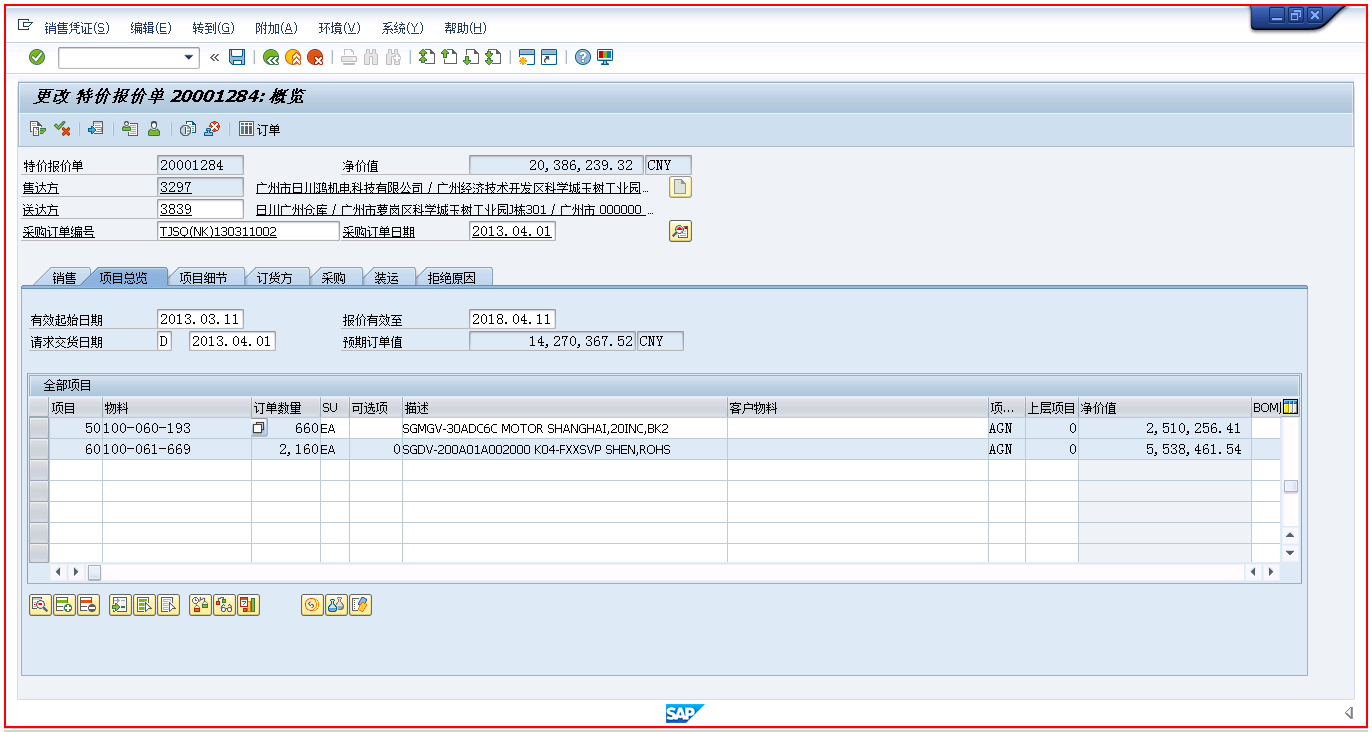 销售凭证(S) 编辑(E) 转到(G) 附加(A) 环境(V) 系统(Y) 帮助(H)
更改 特价报价单 20001284: 概览
订单
特价报价单 20001284 净价值 20,386,239.32 CNY
售达方 3297 广州市日川鸿机电科技有限公司 / 广州经济技术开发区科学城玉树工业园...
送达方 3839 日川广州仓库 / 广州市萝岗区科学城玉树工业园J栋301 / 广州市 000000 ...
采购订单编号 TJSQ(NK)130311002 采购订单日期 2013.04.01
销售 项目总览 项目细节 订货方 采购 装运 拒绝原因
有效起始日期 2013.03.11 报价有效至 2018.04.11
请求交货日期 D 2013.04.01 预期订单值 14,270,367.52 CNY
全部项目
项目 物料 订单数量 SU 可选项 描述 客户物料 项... 上层项目 净价值 BOM
50 100-060-193 660 EA SGMGV-30ADC6C MOTOR SHANGHAI,20INC,BK2 AGN 0 2,510,256.41
60 100-061-669 2,160 EA 0 SGDV-200A01A002000 K04-FXXSVP SHEN,ROHS AGN 0 5,538,461.54
SAP